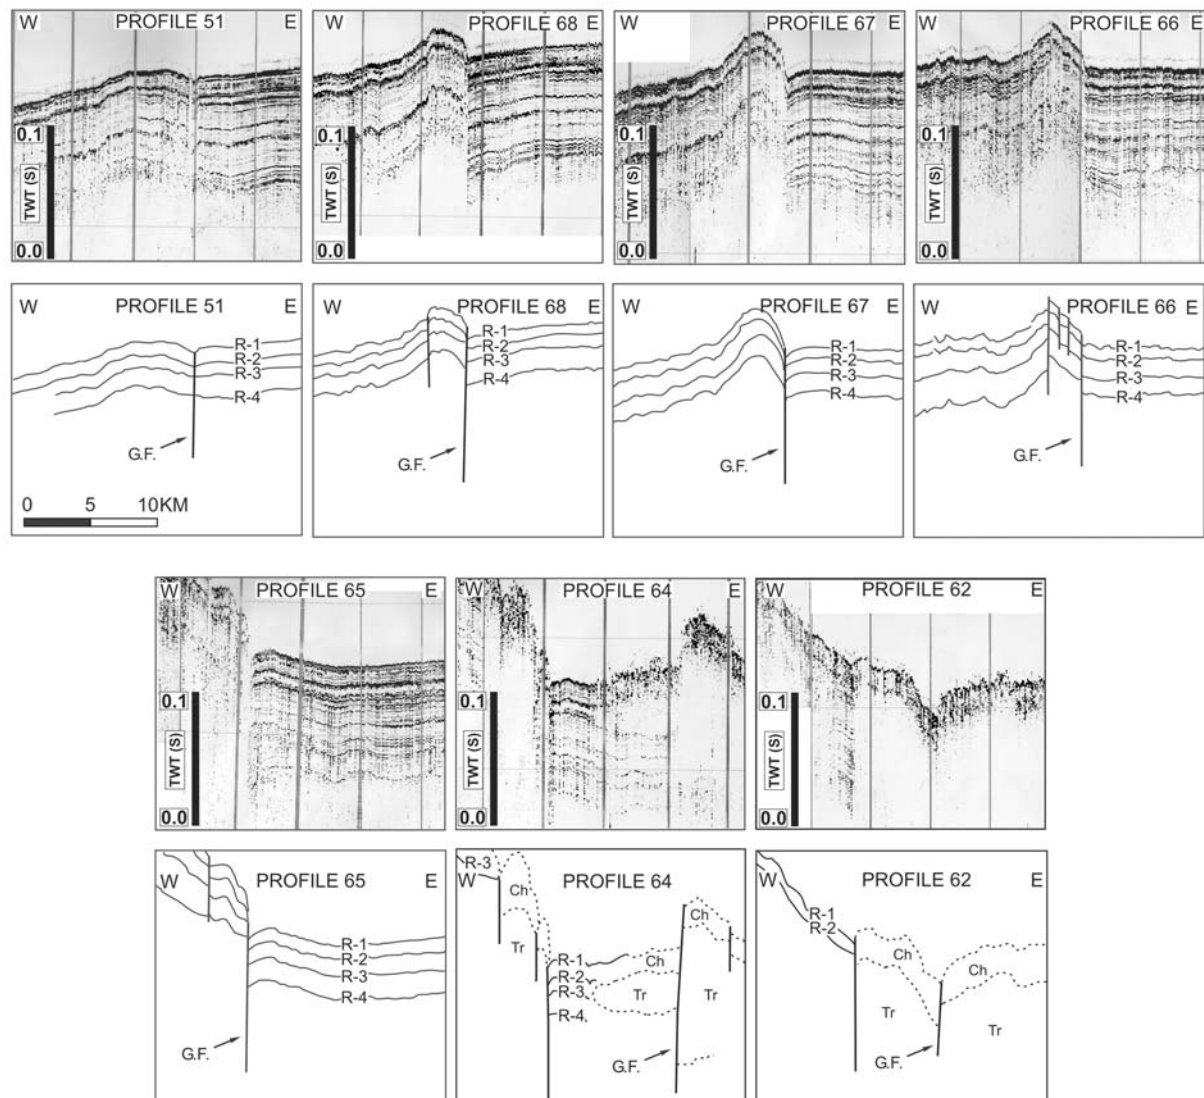 W PROFILE 51 E
0.1
TWT (S)
0.0
W PROFILE 68 E
0.1
TWT (S)
0.0
W PROFILE 67 E
0.1
TWT (S)
0.0
W PROFILE 66 E
0.1
TWT (S)
0.0
W PROFILE 51 E
R-1
R-2
R-3
R-4
G.F.
0 5 10KM
W PROFILE 68 E
R-1
R-2
R-3
R-4
G.F.
W PROFILE 67 E
R-1
R-2
R-3
R-4
G.F.
W PROFILE 66 E
R-1
R-2
R-3
R-4
G.F.
W PROFILE 65 E
0.1
TWT (S)
0.0
W PROFILE 64 E
0.1
TWT (S)
0.0
W PROFILE 62 E
0.1
TWT (S)
0.0
W PROFILE 65 E
R-1
R-2
R-3
R-4
G.F.
R-3
W PROFILE 64 E
Ch
Ch
Tr
R-1
Ch
R-2
R-3
Tr
Tr
R-4
G.F.
W PROFILE 62 E
R-1
R-2
Ch
Ch
Tr
Tr
G.F.